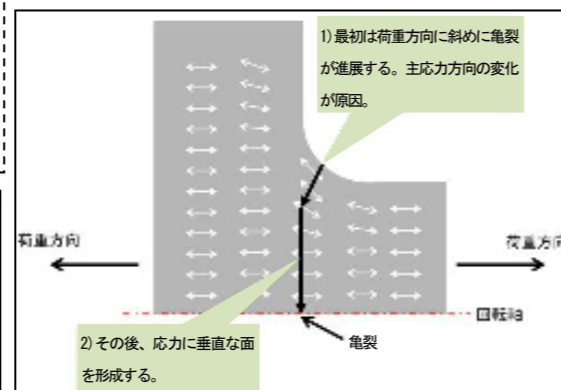 1) 最初は荷重方向に斜めに亀裂
が進展する。主応力方向の変化
が原因。
荷重方向
荷重方向
回転
亀裂
2) その後、応力に垂直な面
を形成する。